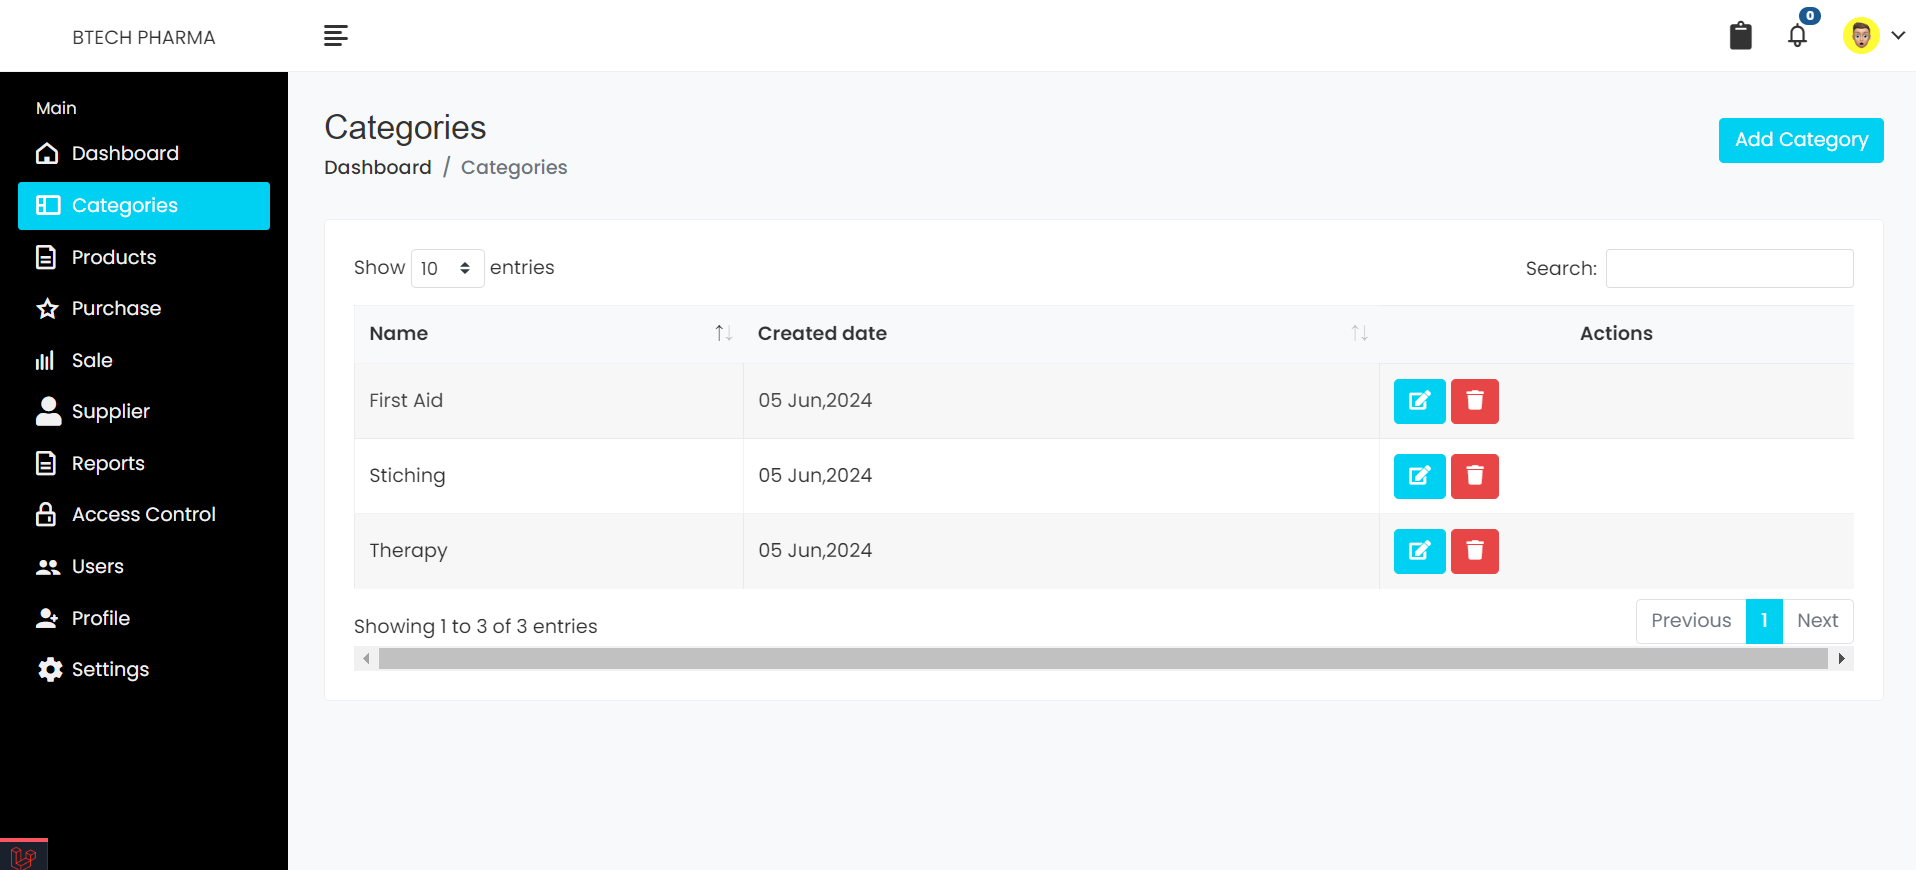 BTECH PHARMA
0
Main
Dashboard
Categories
Products
Purchase
Sale
Supplier
Reports
Access Control
Users
Profile
Settings
Categories
Dashboard / Categories
Add Category
Show 10 entries
Search:
Name Created date Actions
First Aid 05 Jun,2024
Stiching 05 Jun,2024
Therapy 05 Jun,2024
Showing 1 to 3 of 3 entries
Previous 1 Next